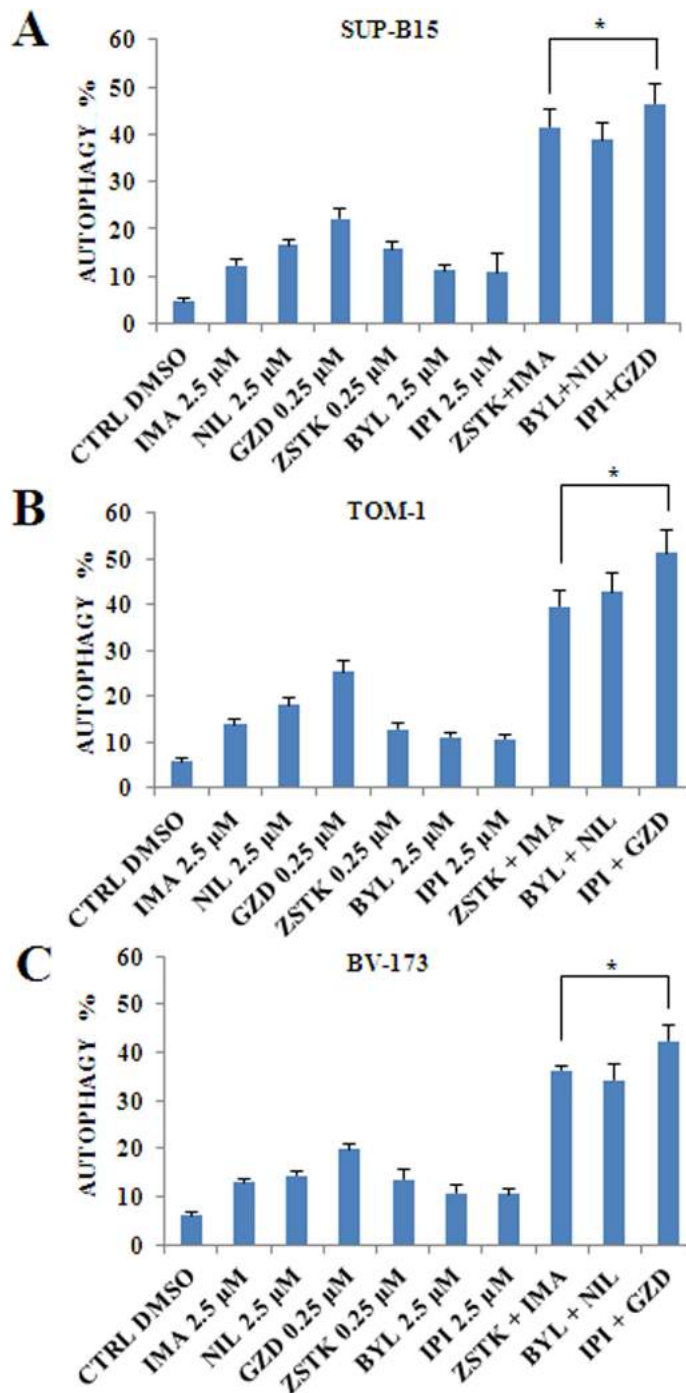 A
SUP-B15
*
60
50
40
30
20
10
0
AUTOPHAGY %
CTRL DMSO
IMA 2.5 µM
NIL 2.5 µM
GZD 0.25 µM
ZSTK 0.25 µM
BYL 2.5 µM
IPI 2.5 µM
ZSTK+IMA
BYL+NIL
IPI+GZD
B
TOM-1
*
60
50
40
30
20
10
0
AUTOPHAGY %
CTRL DMSO
IMA 2.5 µM
NIL 2.5 µM
GZD 0.25 µM
ZSTK 0.25 µM
BYL 2.5 µM
IPI 2.5 µM
ZSTK + IMA
BYL + NIL
IPI + GZD
C
BV-173
*
60
50
40
30
20
10
0
AUTOPHAGY %
CTRL DMSO
IMA 2.5 µM
NIL 2.5 µM
GZD 0.25 µM
ZSTK 0.25 µM
BYL 2.5 µM
IPI 2.5 µM
ZSTK + IMA
BYL + NIL
IPI + GZD